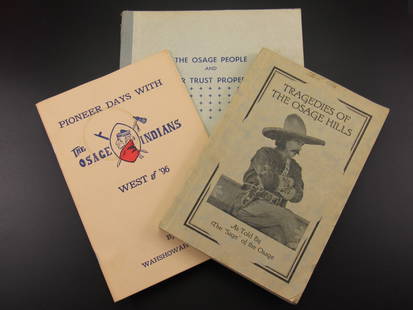 THE OSAGE PEOPLE
AND
TRUST PROPER
PIONEER DAYS WITH
THE
OSAGE INDIANS
WEST of '96
WAHSHOWAH
TRAGEDIES OF
THE OSAGE HILLS
As Told By
The "Sage" of the Osage